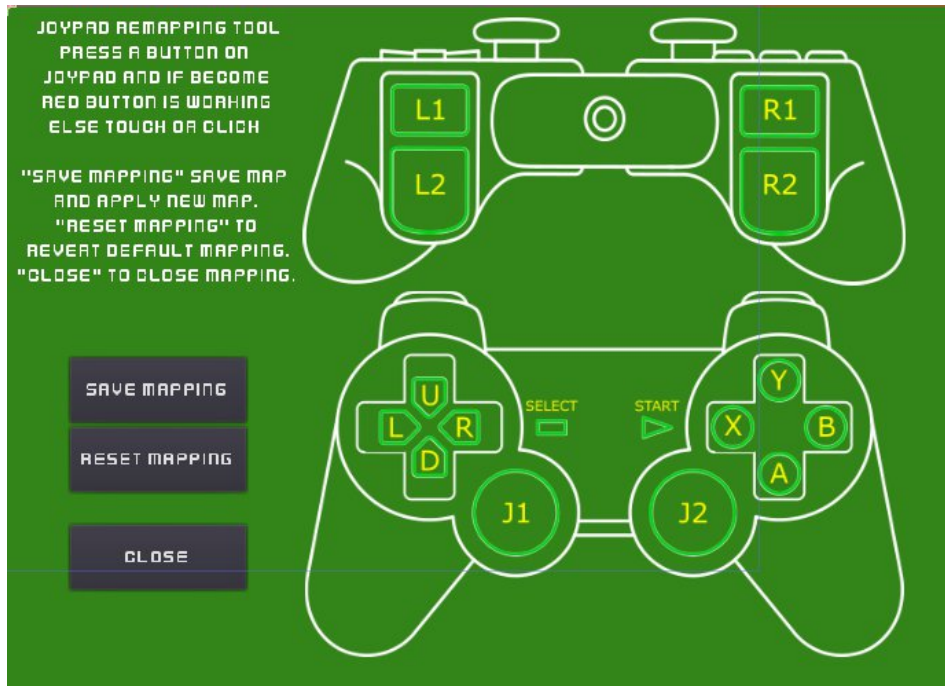 JOYPAD REMAPPING TOOL
PRESS A BUTTON ON
JOYPAD AND IF BECOME
RED BUTTON IS WORKING
ELSE TOUCH OR CLICK
"SAVE MAPPING" SAVE MAP
AND APPLY NEW MAP.
"RESET MAPPING" TO
REVERT DEFAULT MAPPING.
"CLOSE" TO CLOSE MAPPING.
SAVE MAPPING
RESET MAPPING
CLOSE
L1
R1
L2
R2
U
L
R
D
SELECT
START
Y
X
B
A
J1
J2